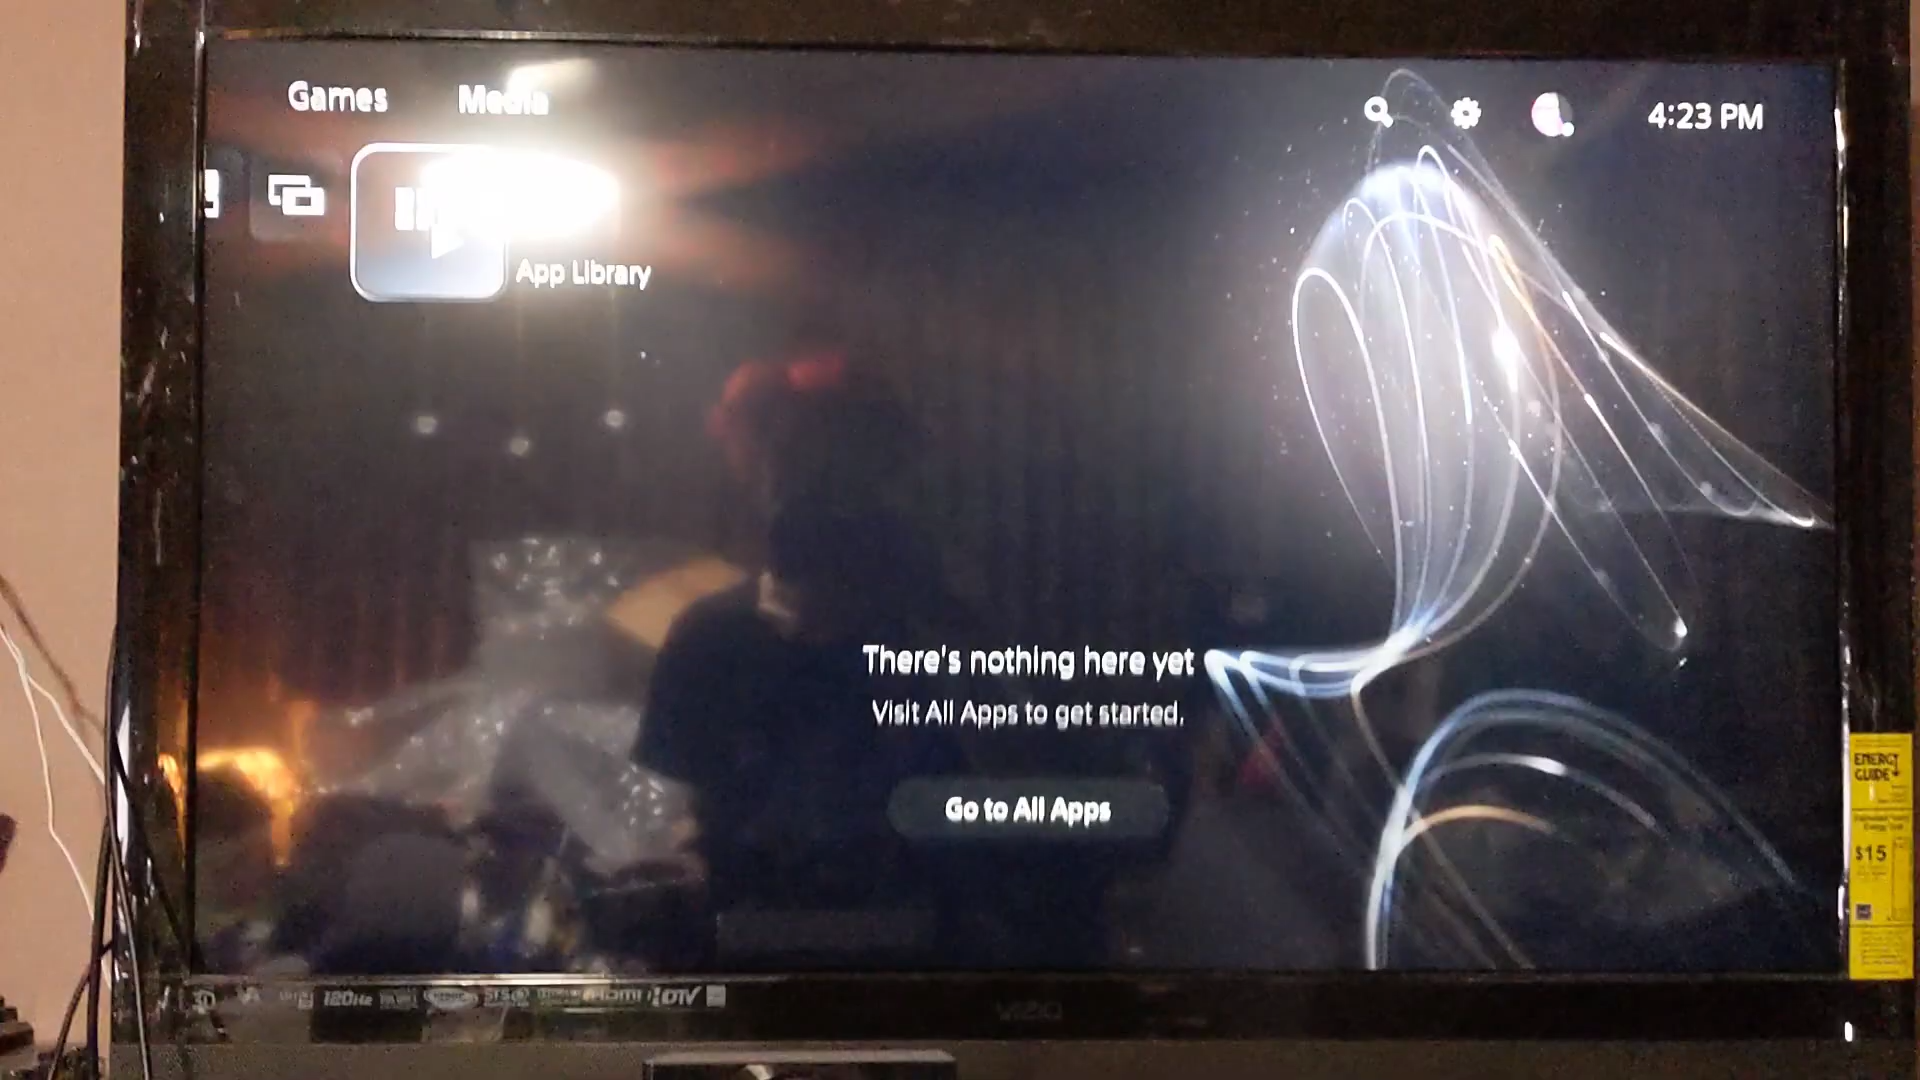 Games
Media
4:23 PM
App Library
There's nothing here yet
Visit All Apps to get started.
Go to All Apps
ENERGY
GUIDE
$15
120Hz
HDTV
VIZIO